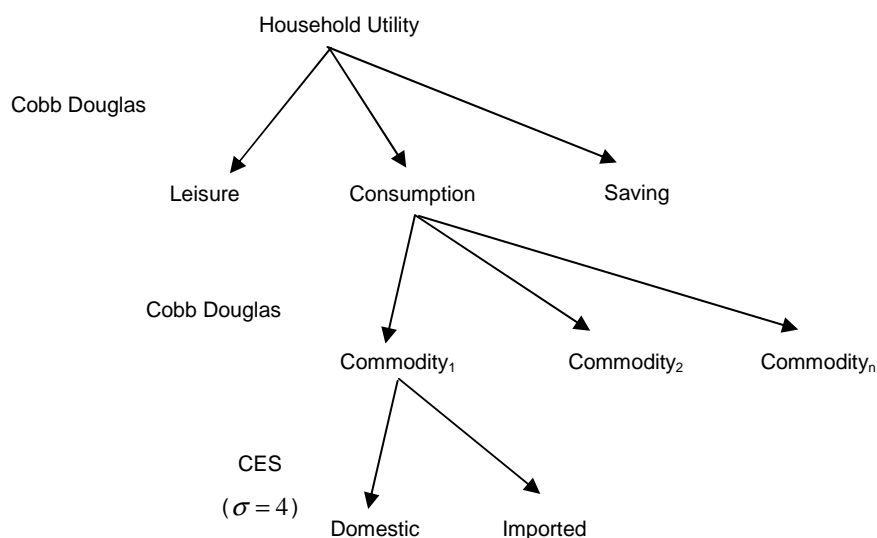 Household Utility
Cobb Douglas
Leisure Consumption Saving
Cobb Douglas
Commodity₁ Commodity₂ Commodityₙ
CES
(σ = 4)
Domestic Imported